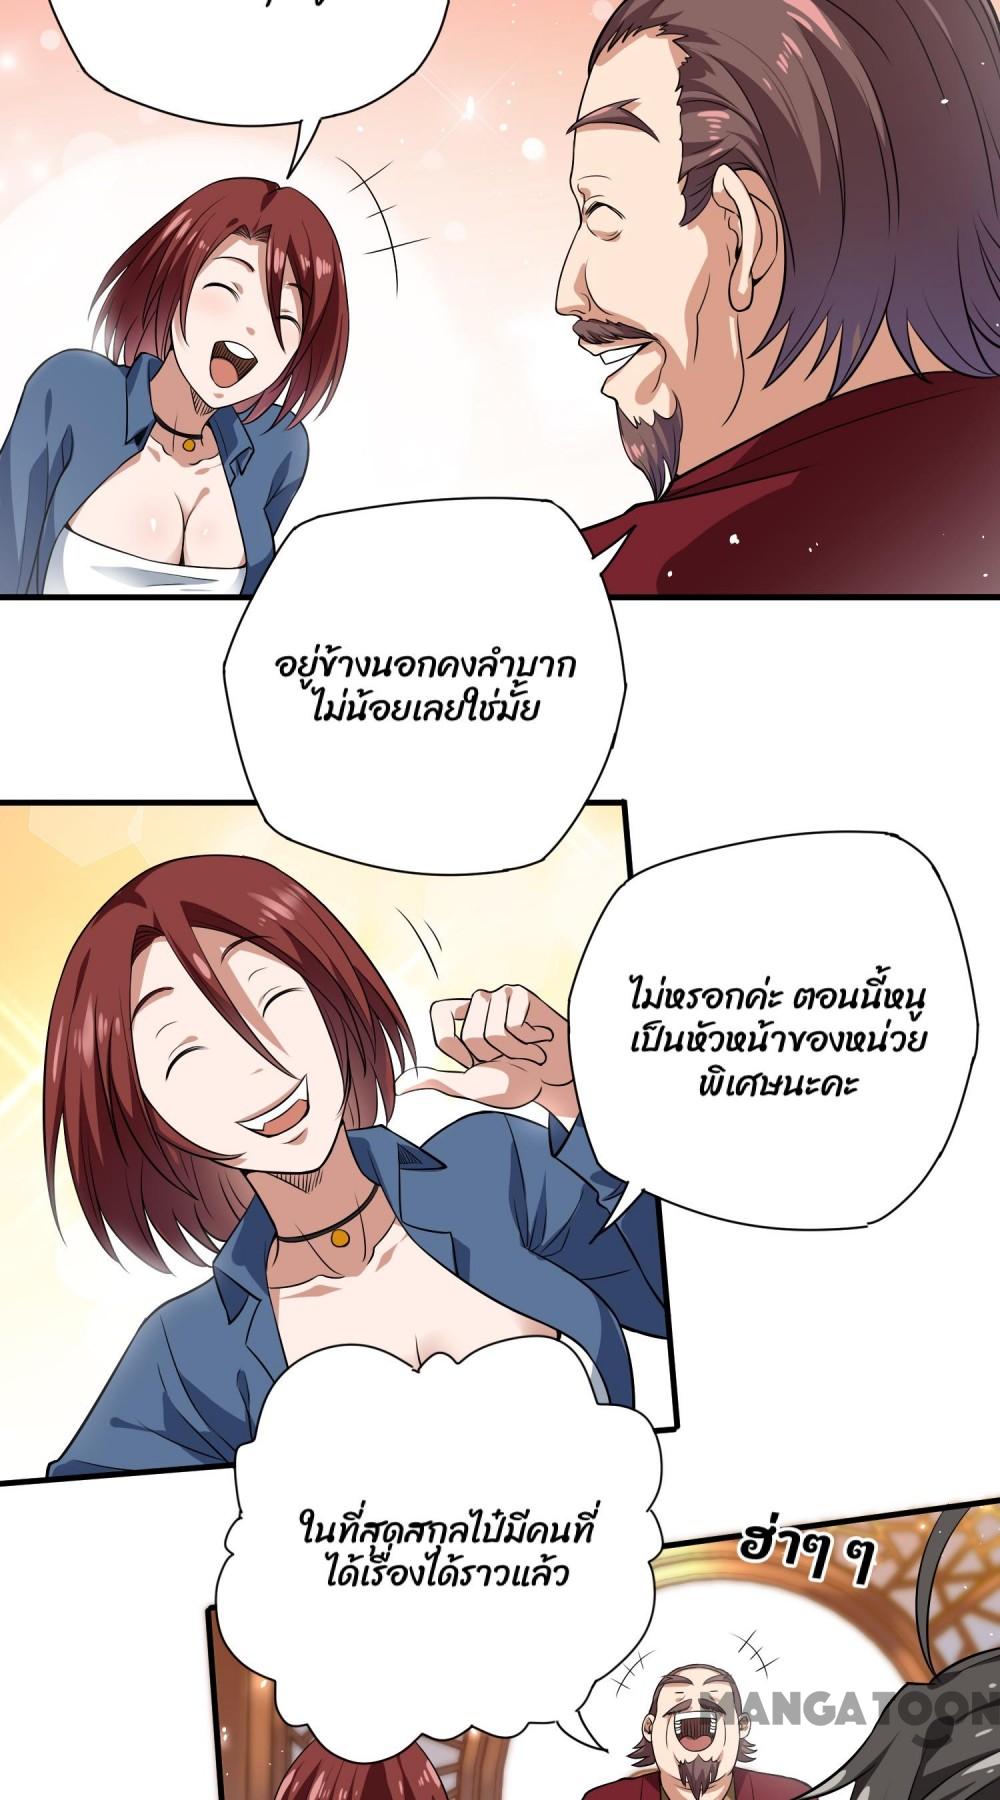 อยู่ข้างนอกคงลำบาก
ไม่น้อยเลยใช่มั้ย
ไม่หรอกค่ะ ตอนนี้หนู
เป็นหัวหน้าของหน่วย
พิเศษนะคะ
ในที่สุดสกุลไป๋มีคนที่
ได้เรื่องได้ราวแล้ว
ฮ่าๆ ๆ
MANGATOON